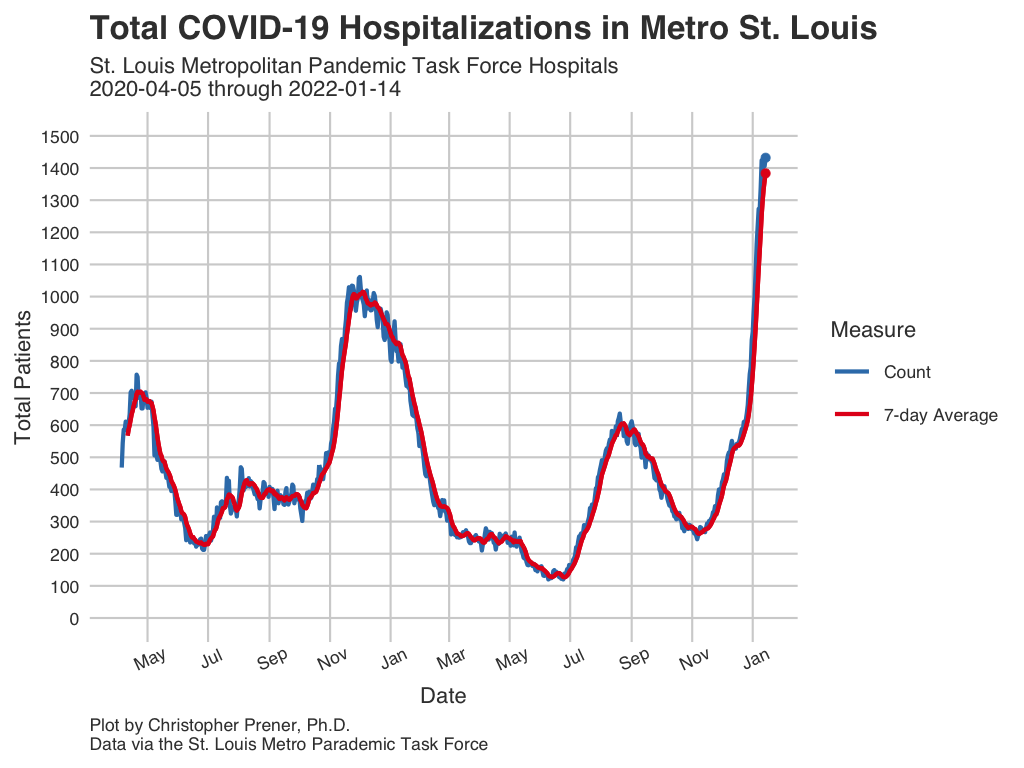 Total COVID-19 Hospitalizations in Metro St. Louis
St. Louis Metropolitan Pandemic Task Force Hospitals
2020-04-05 through 2022-01-14
1500
1400
1300
1200
1100
1000
900
800
700
600
500
400
300
200
100
0
Total Patients
May Jul Sep Nov Jan Mar May Jul Sep Nov Jan
Date
Measure
Count
7-day Average
Plot by Christopher Prener, Ph.D.
Data via the St. Louis Metro Parademic Task Force